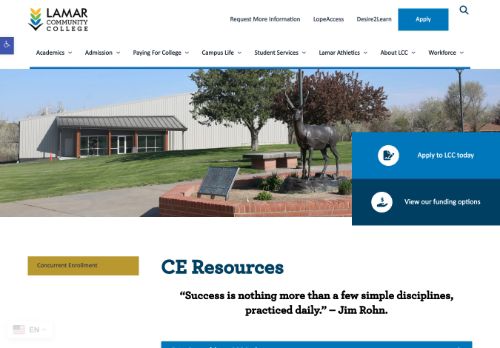 LAMAR
COMMUNITY
COLLEGE
Request More Information LopeAccess Desire2Learn Apply
Academics Admission Paying For College Campus Life Student Services Lamar Athletics About LCC Workforce
Apply to LCC today
View our funding options
Concurrent Enrollment
CE Resources
“Success is nothing more than a few simple disciplines,
practiced daily.” – Jim Rohn.
EN